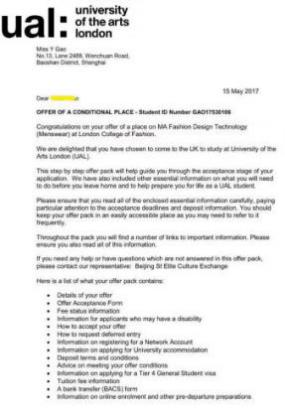 ual:
university
of the arts
london
Miss Y Gao
No.13, Lane 2489, Wenchuan Road,
Baoshan District, Shanghai
15 May 2017
Dear
OFFER OF A CONDITIONAL PLACE - Student ID Number GAO17530106
Congratulations on your offer of a place on MA Fashion Design Technology
(Menswear) at London College of Fashion.
We are delighted that you have chosen to come to the UK to study at University of the
Arts London (UAL).
This step by step offer pack will help guide you through the acceptance stage of your
application. We have also included other essential information on what you will need
to do before you leave home and to help prepare you for life as a UAL student.
Please ensure that you read all of the enclosed essential information carefully, paying
particular attention to the acceptance deadlines and deposit information. You should
keep your offer pack in an easily accessible place as you may need to refer to it
frequently.
Throughout the pack you will find a number of links to important information. Please
ensure you also read all of this information.
If you need any help or have questions which are not answered in this offer pack,
please contact our representative: Beijing St Elite Culture Exchange
Here is a list of what your offer pack contains:
• Details of your offer
• Offer Acceptance Form
• Fee status information
• Information for applicants who may have a disability
• How to accept your offer
• How to request deferred entry
• Information on registering for a Network Account
• Information on applying for University accommodation
• Deposit terms and conditions
• Advice on meeting your offer conditions
• Information on applying for a Tier 4 General Student visa
• Tuition fee information
• A bank transfer (BACS) form
• Information on online enrolment and other pre-departure preparations